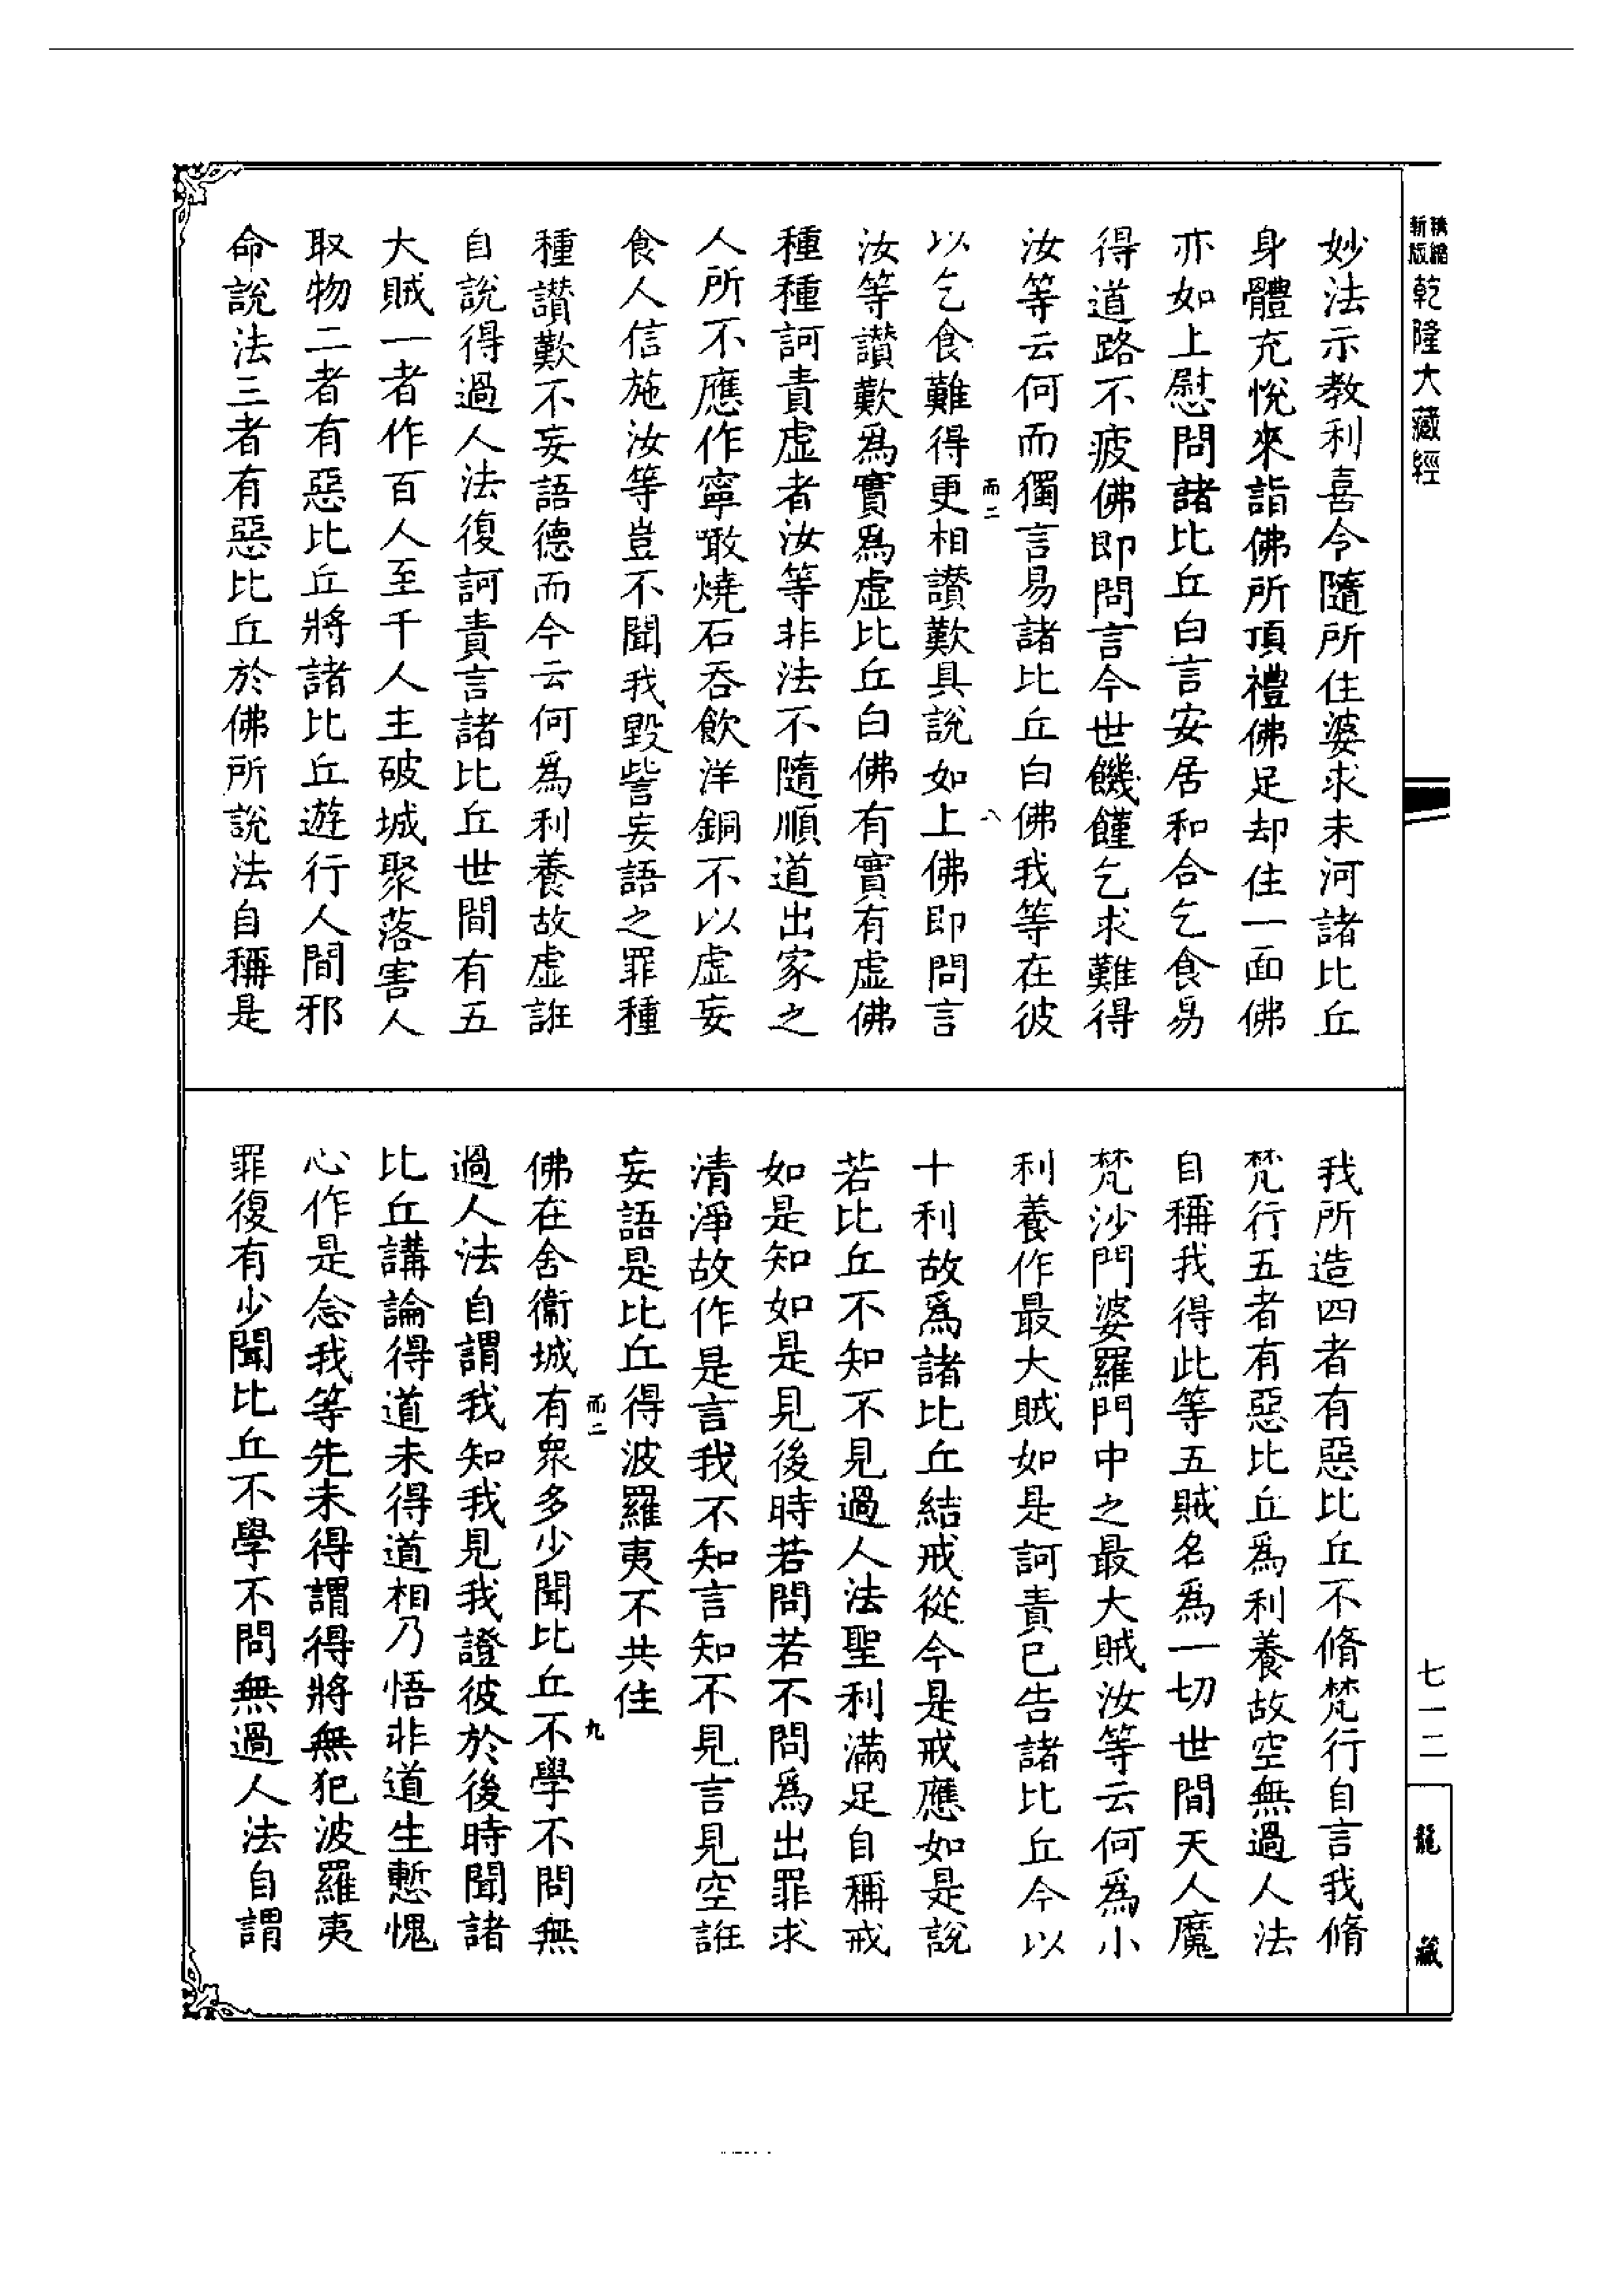 新版精縮乾隆大藏經
妙法示教利喜令隨所住婆求末河諸比丘
身體充悅來詣佛所頂禮佛足却住一面佛
亦如上慰問諸比丘白言安居和合乞食易
得道路不疲佛即問言今世饑饉乞求難得
汝等云何而獨言易諸比丘白佛我等在彼
而二
八
以乞食難得更相讃歎具說如上佛即問言
汝等讃歎爲實爲虛比丘白佛有實有虛佛
種種訶責虛者汝等非法不隨順道出家之
人所不應作寧噉燒石吞飲洋銅不以虛妄
食人信施汝等豈不聞我毀訾妄語之罪種
種讃歎不妄語德而今云何爲利養故虛誑
自說得過人法復訶責言諸比丘世間有五
大賊一者作百人至千人主破城聚落害人
取物二者有惡比丘將諸比丘遊行人間邪
命說法三者有惡比丘於佛所說法自稱是
我所造四者有惡比丘不脩梵行自言我脩
梵行五者有惡比丘爲利養故空無過人法
自稱我得此等五賊名爲一切世間天人魔
梵沙門婆羅門中之最大賊汝等云何爲小
利養作最大賊如是訶責已告諸比丘今以
十利故爲諸比丘結戒從今是戒應如是說
若比丘不知不見過人法聖利滿足自稱戒
如是知如是見後時若問若不問爲出罪求
清淨故作是言我不知言知不見言見空誑
妄語是比丘得波羅夷不共住
而二
九
佛在舍衞城有衆多少聞比丘不學不問無
過人法自謂我知我見我證彼於後時聞諸
比丘講論得道未得道相乃悟非道生慙愧
心作是念我等先未得謂得將無犯波羅夷
罪復有少聞比丘不學不問無過人法自謂
七一二
龍藏